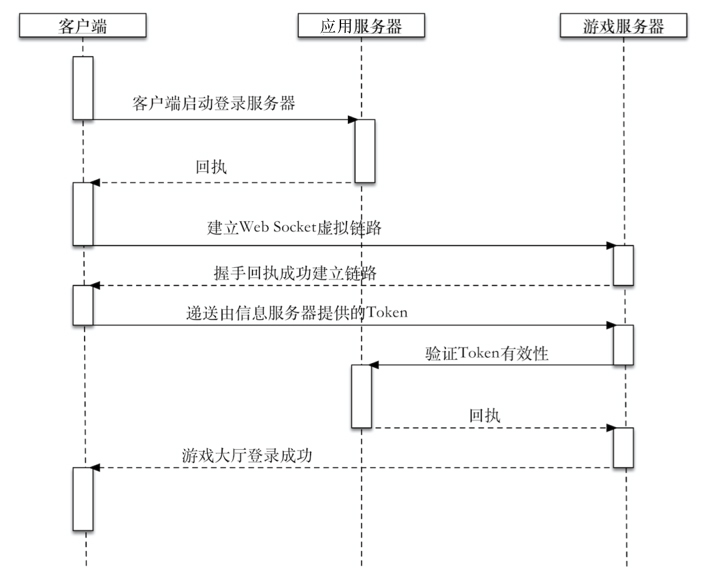 客户端
应用服务器
游戏服务器
客户端启动登录服务器
回执
建立Web Socket虚拟链路
握手回执成功建立链路
递送由信息服务器提供的Token
验证Token有效性
回执
游戏大厅登录成功